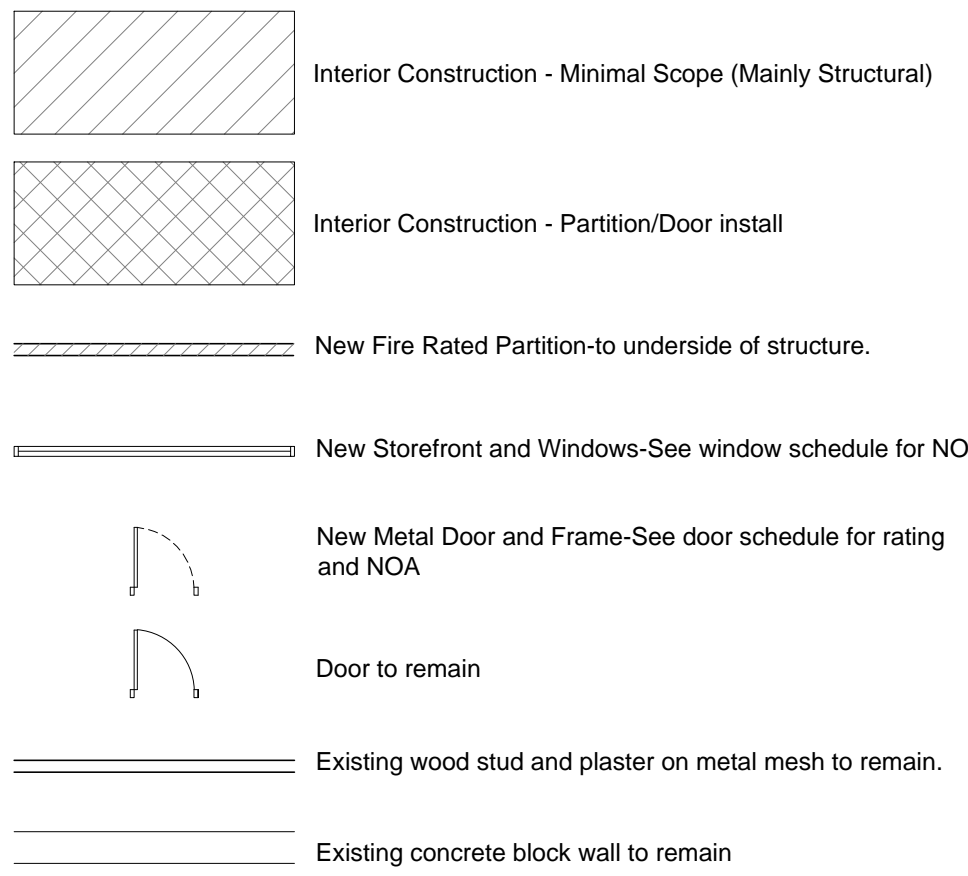 Interior Construction - Minimal Scope (Mainly Structural)
Interior Construction - Partition/Door install
New Fire Rated Partition-to underside of structure.
New Storefront and Windows-See window schedule for NO
New Metal Door and Frame-See door schedule for rating
and NOA
Door to remain
Existing wood stud and plaster on metal mesh to remain.
Existing concrete block wall to remain